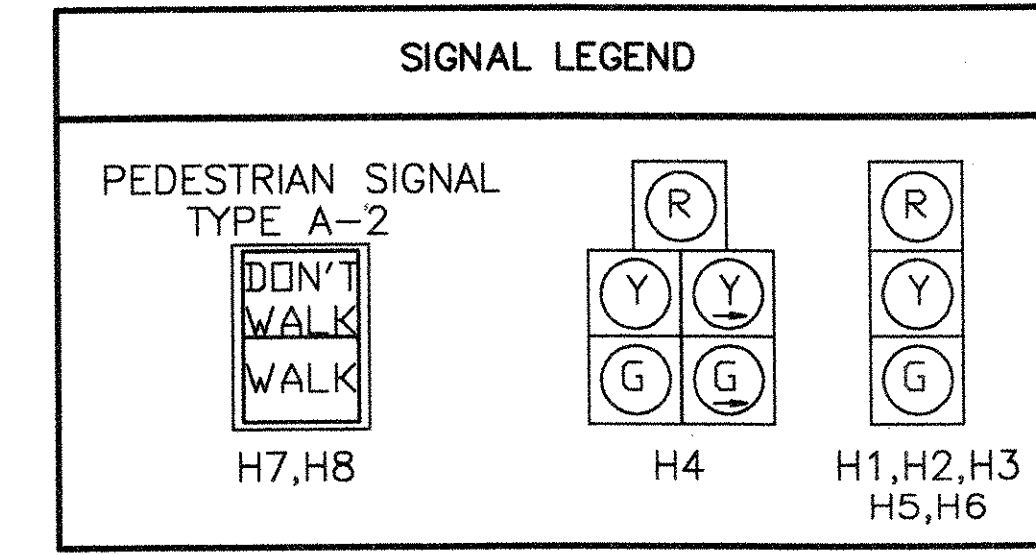 SIGNAL LEGEND
PEDESTRIAN SIGNAL
TYPE A-2
DON'T
WALK
WALK
H7,H8
R
Y Y
G G
H4
R
Y
G
H1,H2,H3
H5,H6